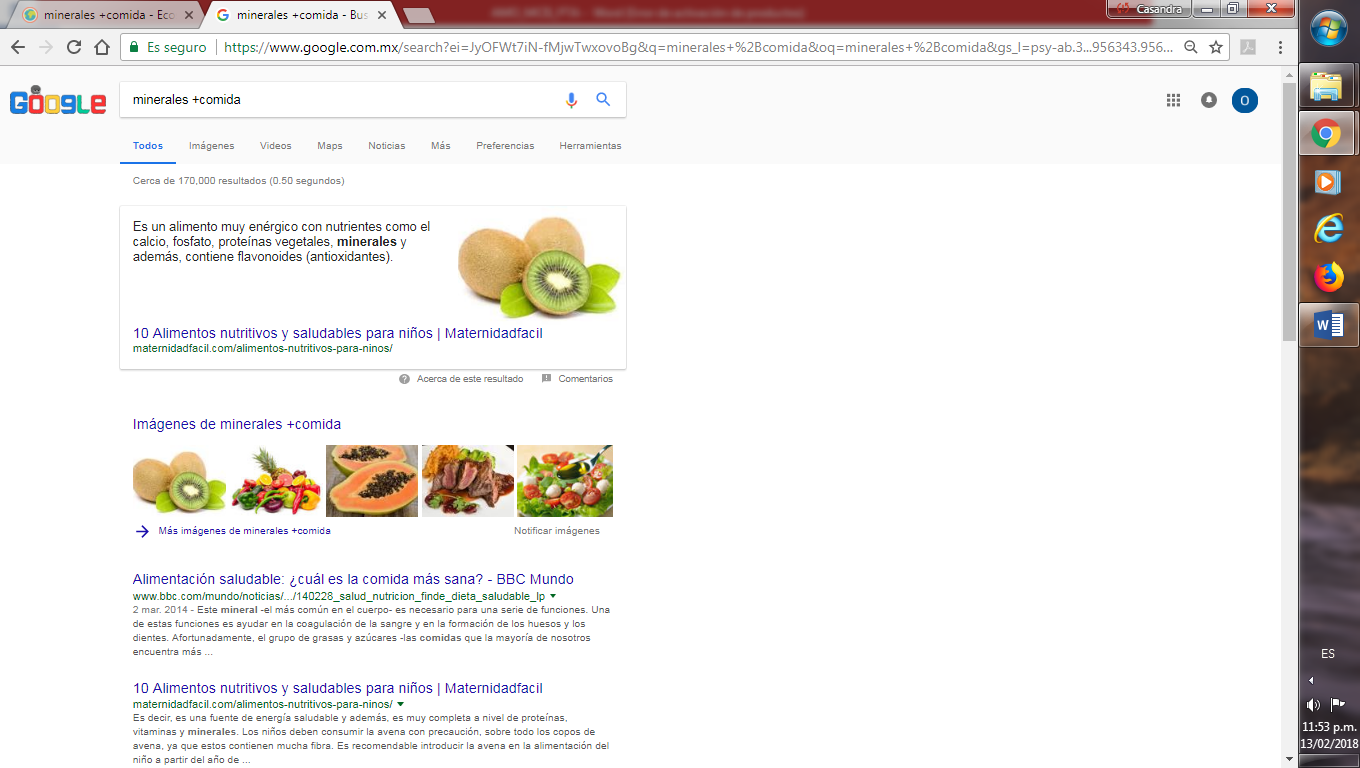 minerales +comida - Eco
minerales +comida - Bus
Casandra
Es seguro
https://www.google.com.mx/search?ei=JyOFWt7iN-fMjwTwxovoBg&q=minerales+%2Bcomida&oq=minerales+%2Bcomida&gs_l=psy-ab.3...956343.956...
Google
minerales +comida
O
Todos Imágenes Videos Maps Noticias Más Preferencias Herramientas
Cerca de 170,000 resultados (0.50 segundos)
Es un alimento muy enérgico con nutrientes como el
calcio, fosfato, proteínas vegetales, minerales y
además, contiene flavonoides (antioxidantes).
10 Alimentos nutritivos y saludables para niños | Maternidadfacil
maternidadfacil.com/alimentos-nutritivos-para-ninos/
Acerca de este resultado Comentarios
Imágenes de minerales +comida
Más imágenes de minerales +comida Notificar imágenes
Alimentación saludable: ¿cuál es la comida más sana? - BBC Mundo
www.bbc.com/mundo/noticias/.../140228_salud_nutricion_finde_dieta_saludable_lp
2 mar. 2014 - Este mineral -el más común en el cuerpo- es necesario para una serie de funciones. Una
de estas funciones es ayudar en la coagulación de la sangre y en la formación de los huesos y los
dientes. Afortunadamente, el grupo de grasas y azúcares -las comidas que la mayoría de nosotros
encuentra más ...
10 Alimentos nutritivos y saludables para niños | Maternidadfacil
maternidadfacil.com/alimentos-nutritivos-para-ninos/
Es decir, es una fuente de energía saludable y además, es muy completa a nivel de proteínas,
vitaminas y minerales. Los niños deben consumir la avena con precaución, sobre todo los copos de
avena, ya que estos contienen mucha fibra. Es recomendable introducir la avena en la alimentación del
niño a partir del año de ...
ES
11:53 p.m.
13/02/2018